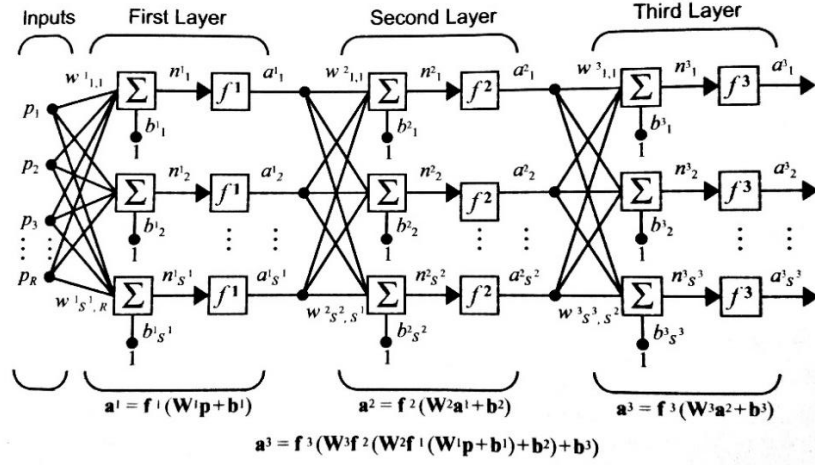 Inputs First Layer Second Layer Third Layer
w¹₁,₁ n¹₁ a¹₁ w²₁,₁ n²₁ a²₁ w³₁,₁ n³₁ a³₁
Σ f¹ Σ f² Σ f³
p₁ b¹₁ b²₁ b³₁
1 1 1
p₂ n¹₂ a¹₂ n²₂ a²₂ n³₂ a³₂
Σ f¹ Σ f² Σ f³
p₃ b¹₂ b²₂ b³₂
1 1 1
p_R n¹s¹ a¹s¹ n²s² a²s² n³s³ a³s³
Σ f¹ Σ f² Σ f³
w¹s¹, R w²s², s¹ w³s³, s²
b¹s¹ b²s² b³s³
1 1 1
a¹ = f¹(W¹p+b¹) a² = f²(W²a¹+b²) a³ = f³(W³a²+b³)
a³ = f³(W³f²(W²f¹(W¹p+b¹)+b²)+b³)